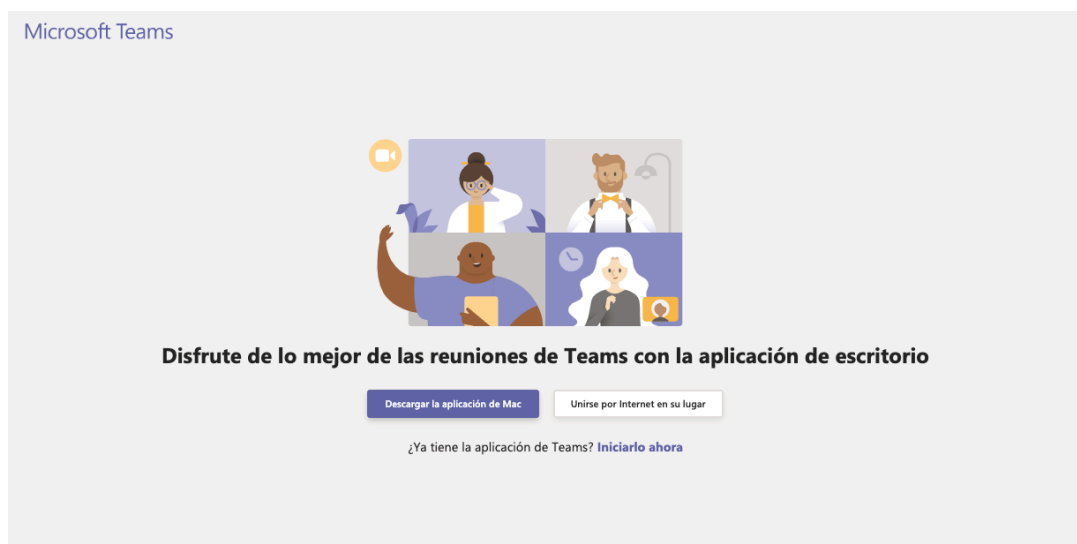 Microsoft Teams
Disfrute de lo mejor de las reuniones de Teams con la aplicación de escritorio
Descargar la aplicación de Mac
Unirse por Internet en su lugar
¿Ya tiene la aplicación de Teams? Iniciarlo ahora